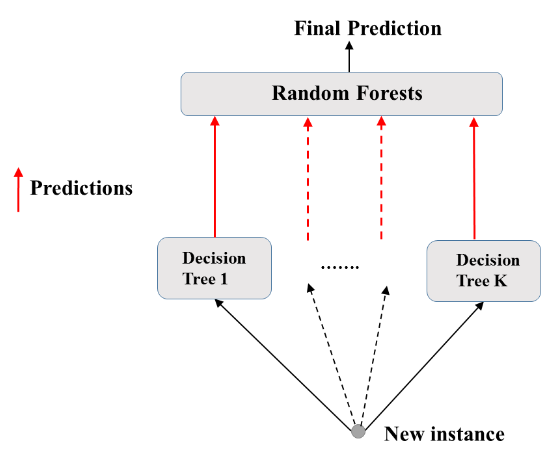 Final Prediction
Random Forests
Predictions
Decision
Tree 1
.......
Decision
Tree K
New instance